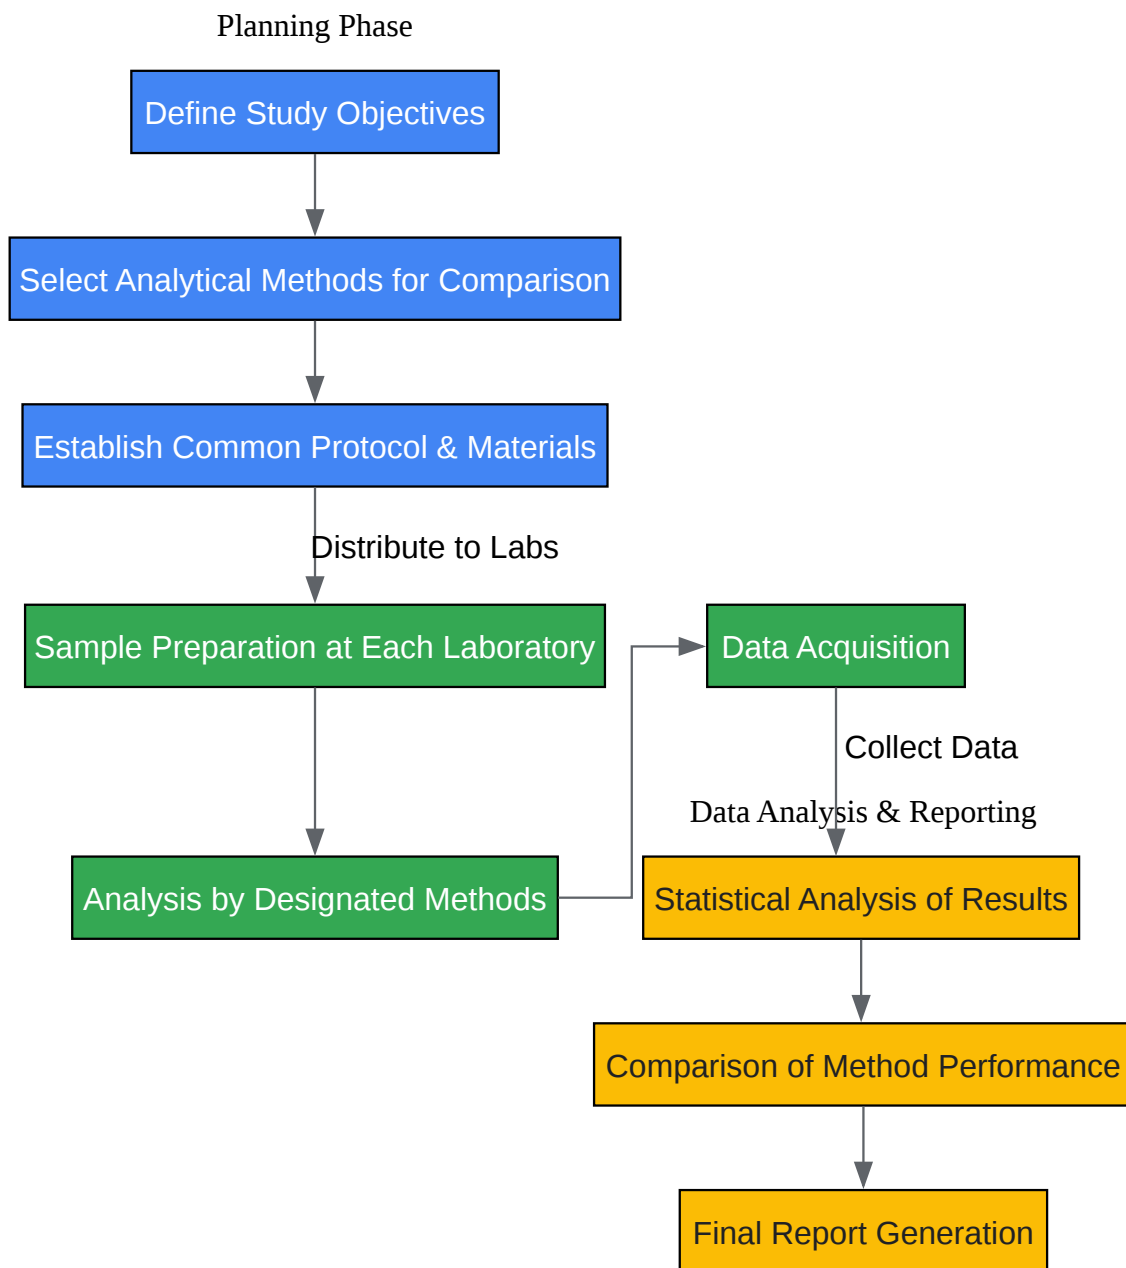 Planning Phase
Define Study Objectives
Select Analytical Methods for Comparison
Establish Common Protocol & Materials
Distribute to Labs
Sample Preparation at Each Laboratory
Analysis by Designated Methods
Data Acquisition
Collect Data
Data Analysis & Reporting
Statistical Analysis of Results
Comparison of Method Performance
Final Report Generation